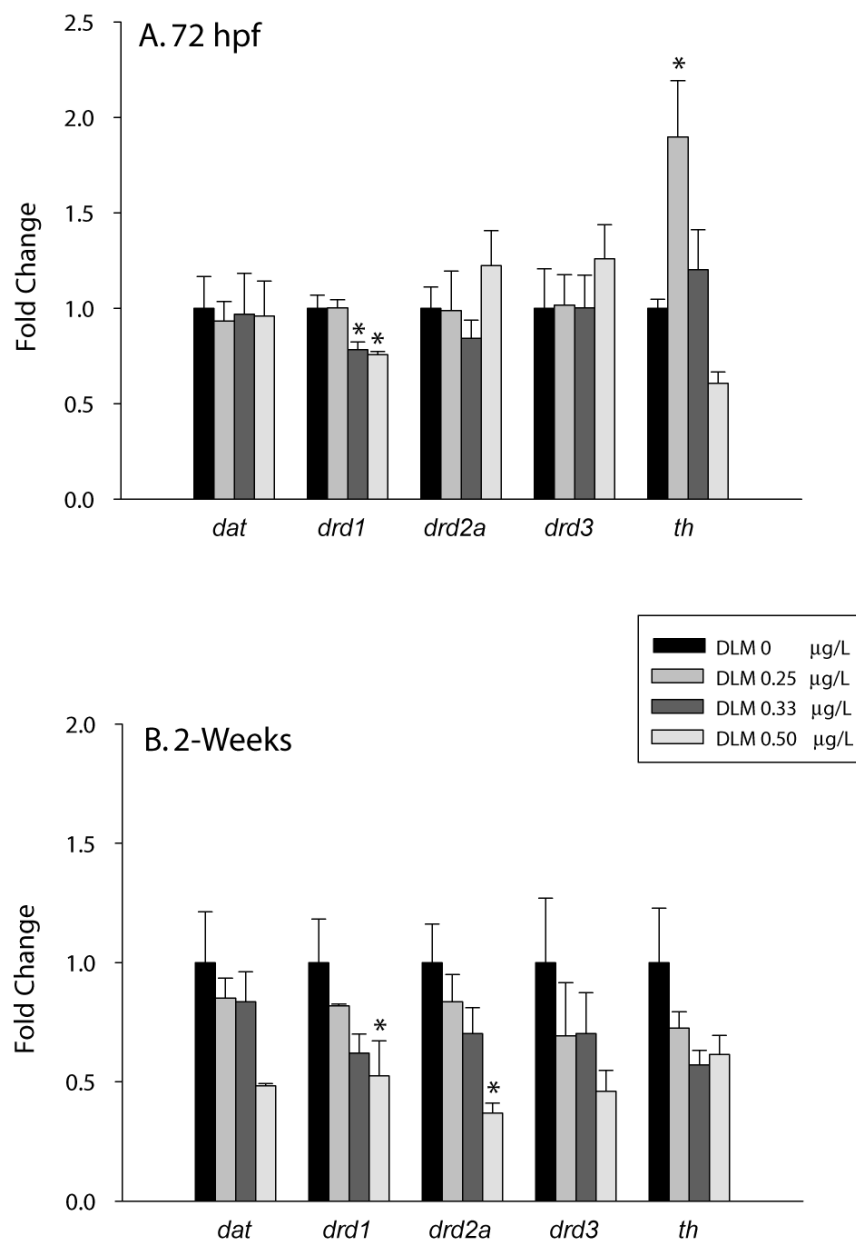 A. 72 hpf
2.5
2.0
1.5
1.0
0.5
0.0
Fold Change
*
* *
dat drd1 drd2a drd3 th
DLM 0 μg/L
DLM 0.25 μg/L
DLM 0.33 μg/L
DLM 0.50 μg/L
B. 2-Weeks
2.0
1.5
1.0
0.5
0.0
Fold Change
*
*
dat drd1 drd2a drd3 th